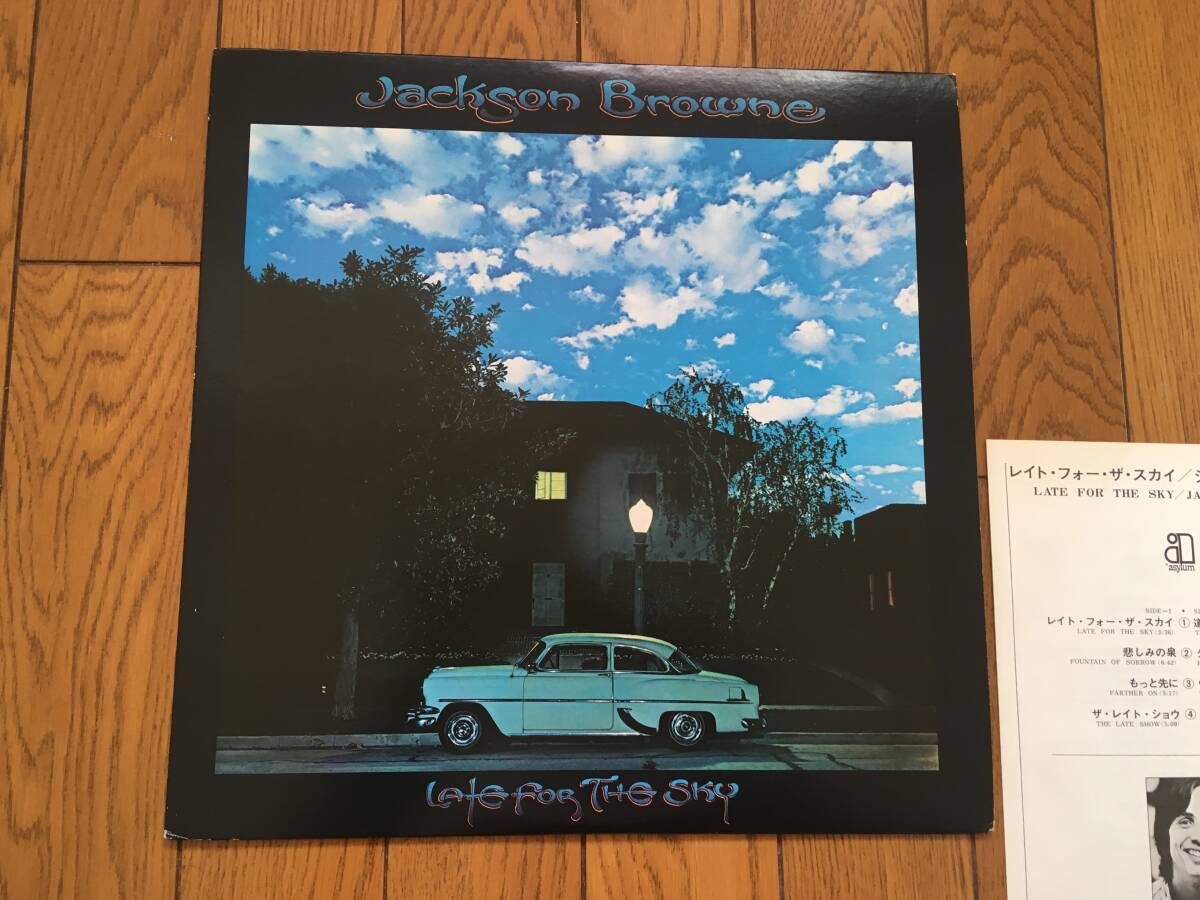 Jackson Browne
Late for The Sky
レイト・フォー・ザ・スカイ／
LATE FOR THE SKY/JA
asylum
SIDE-1 • S
レイト・フォー・ザ・スカイ ①
LATE FOR THE SKY(5:36)
悲しみの泉 ②
FOUNTAIN OF SORROW(6:42)
もっと先に ③
FARTHER ON(5:17)
ザ・レイト・ショウ ④
THE LATE SHOW(5:09)